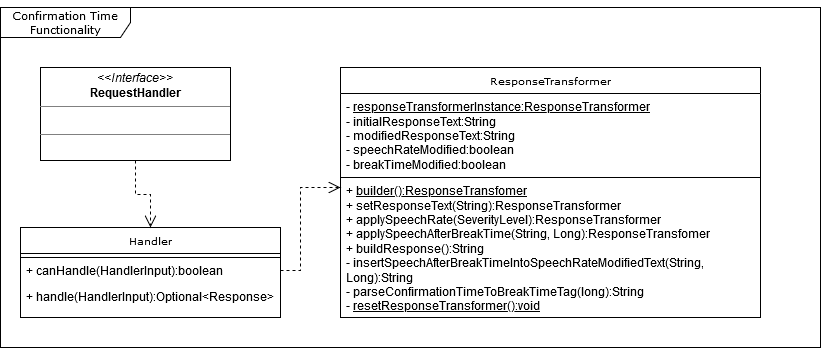 Confirmation Time
Functionality
<<Interface>>
RequestHandler
Handler
+ canHandle(HandlerInput):boolean
+ handle(HandlerInput):Optional<Response>
ResponseTransformer
- responseTransformerInstance:ResponseTransformer
- initialResponseText:String
- modifiedResponseText:String
- speechRateModified:boolean
- breakTimeModified:boolean
+ builder():ResponseTransfomer
+ setResponseText(String):ResponseTransformer
+ applySpeechRate(SeverityLevel):ResponseTransformer
+ applySpeechAfterBreakTime(String, Long):ResponseTransfomer
+ buildResponse():String
- insertSpeechAfterBreakTimeIntoSpeechRateModifiedText(String,
Long):String
- parseConfirmationTimeToBreakTimeTag(long):String
- resetResponseTransformer():void